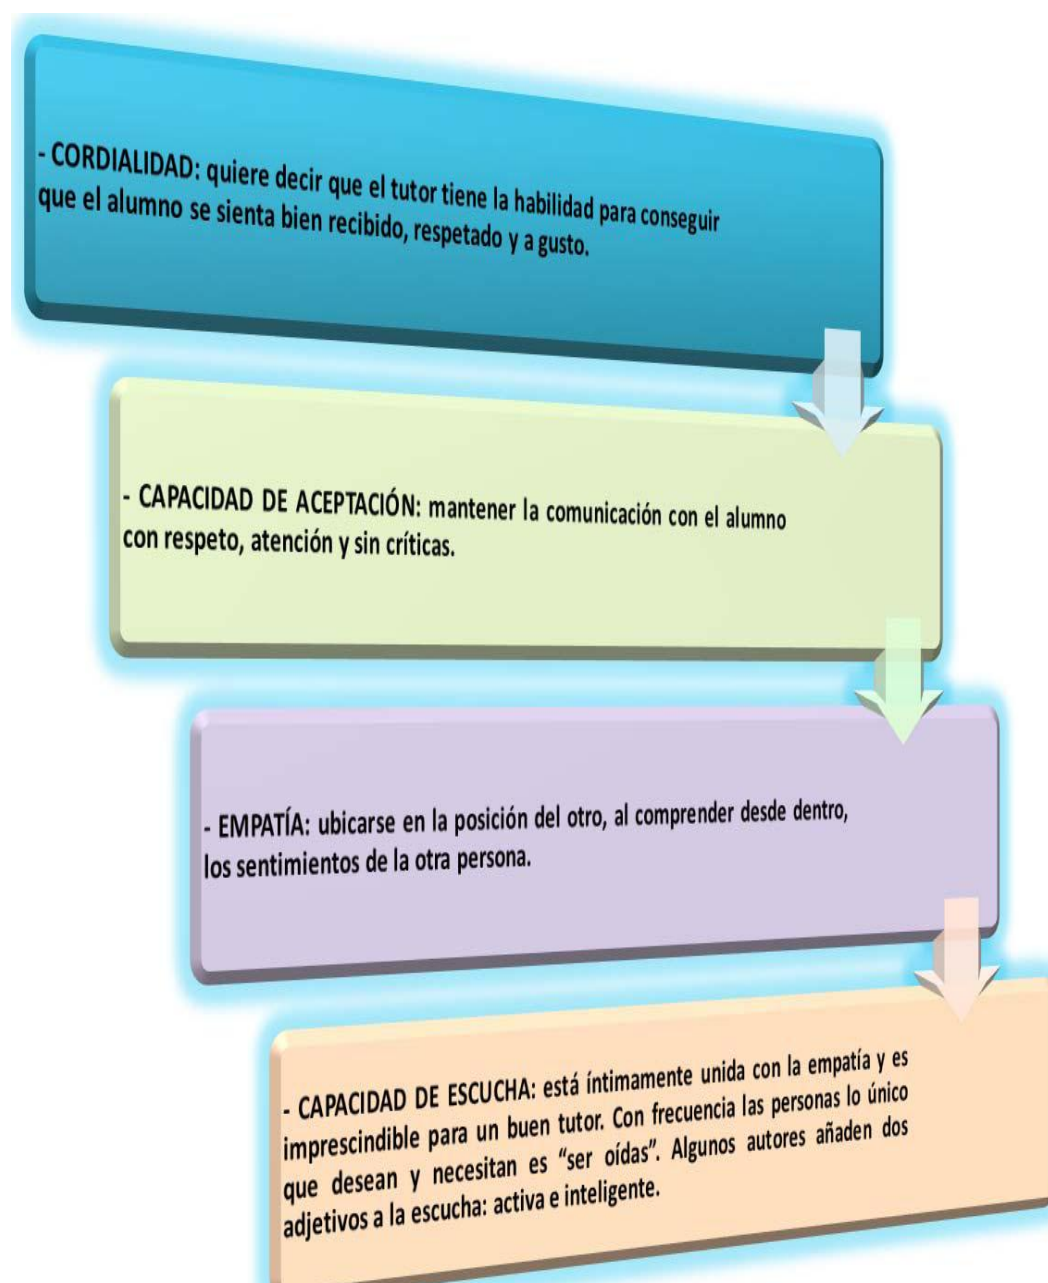 - CORDIALIDAD: quiere decir que el tutor tiene la habilidad para conseguir
que el alumno se sienta bien recibido, respetado y a gusto.
- CAPACIDAD DE ACEPTACIÓN: mantener la comunicación con el alumno
con respeto, atención y sin críticas.
- EMPATÍA: ubicarse en la posición del otro, al comprender desde dentro,
los sentimientos de la otra persona.
- CAPACIDAD DE ESCUCHA: está íntimamente unida con la empatía y es
imprescindible para un buen tutor. Con frecuencia las personas lo único
que desean y necesitan es “ser oídas”. Algunos autores añaden dos
adjetivos a la escucha: activa e inteligente.